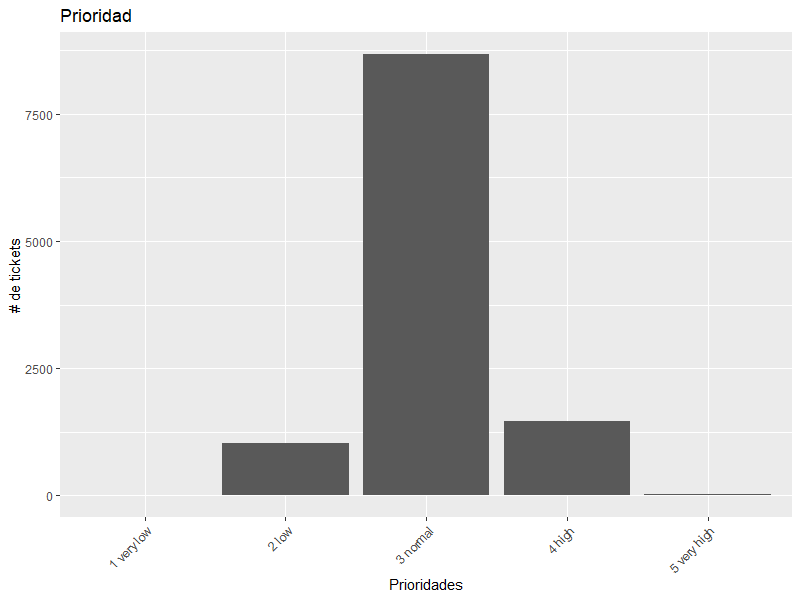 Prioridad
# de tickets
7500
5000
2500
0
1 very low
2 low
3 normal
4 high
5 very high
Prioridades